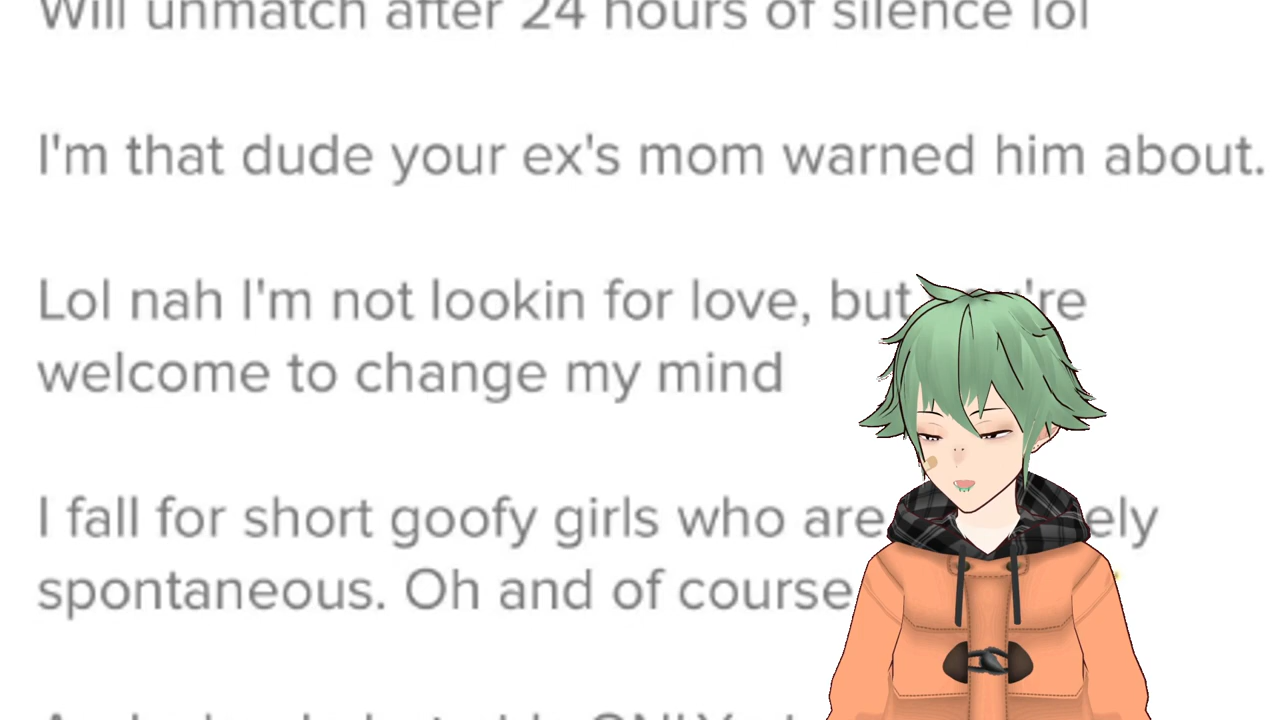 Will unmatch after 24 hours of silence lol
I'm that dude your ex's mom warned him about.
Lol nah I'm not lookin for love, but you're
welcome to change my mind
I fall for short goofy girls who are
spontaneous. Oh and of course